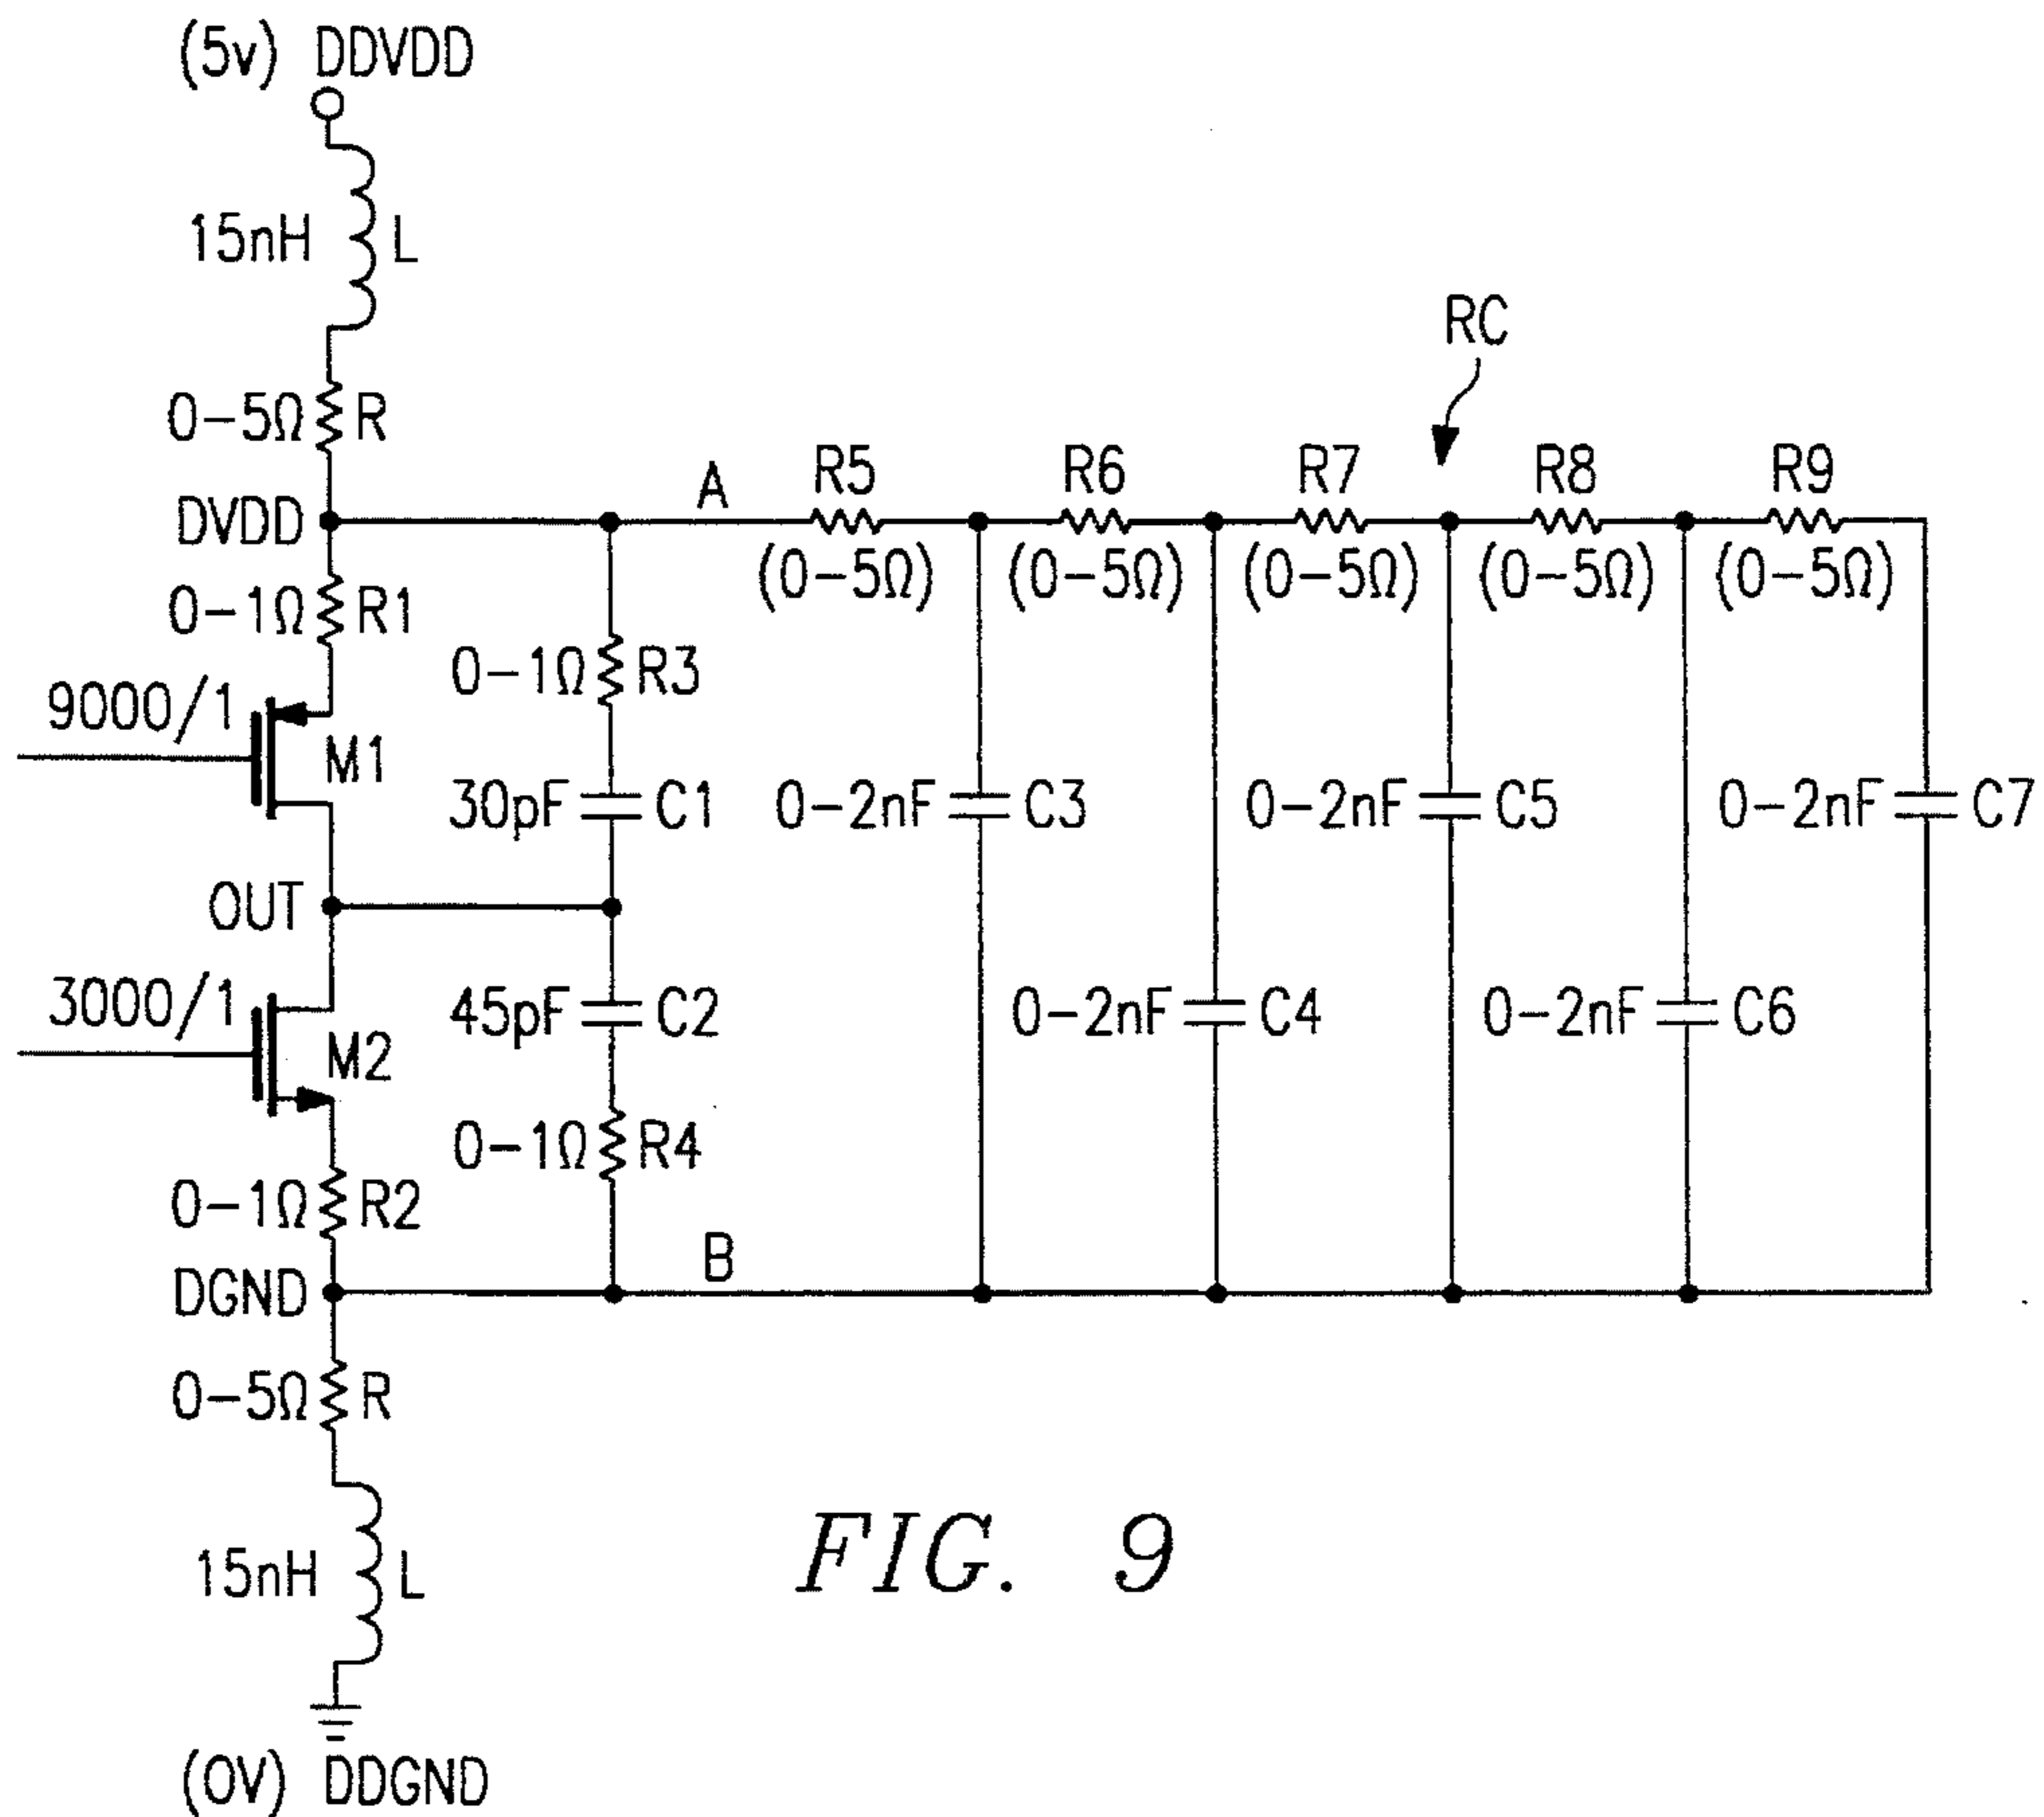 (5v) DDVDD
15nH L
RC
0-5Ω R
A R5 R6 R7 R8 R9
DVDD
(0-5Ω) (0-5Ω) (0-5Ω) (0-5Ω) (0-5Ω)
0-1Ω R1
0-1Ω R3
9000/1
M1
30pF C1 0-2nF C3 0-2nF C5 0-2nF C7
OUT
3000/1
45pF C2 0-2nF C4 0-2nF C6
M2
0-1Ω R4
0-1Ω R2
B
DGND
0-5Ω R
15nH L
FIG. 9
(0V) DDGND